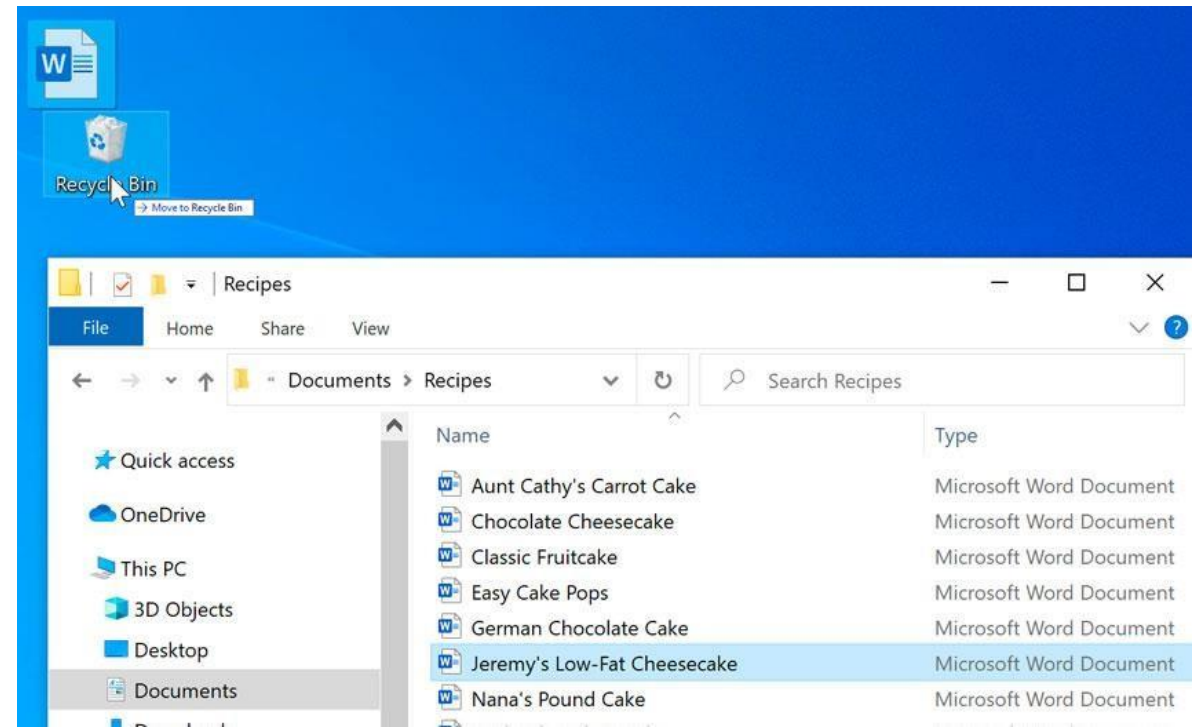 W
Recycle Bin
Move to Recycle Bin
Recipes
File Home Share View
Documents > Recipes
Search Recipes
Name Type
Quick access
OneDrive
This PC
3D Objects
Desktop
Documents
Aunt Cathy's Carrot Cake Microsoft Word Document
Chocolate Cheesecake Microsoft Word Document
Classic Fruitcake Microsoft Word Document
Easy Cake Pops Microsoft Word Document
German Chocolate Cake Microsoft Word Document
Jeremy's Low-Fat Cheesecake Microsoft Word Document
Nana's Pound Cake Microsoft Word Document